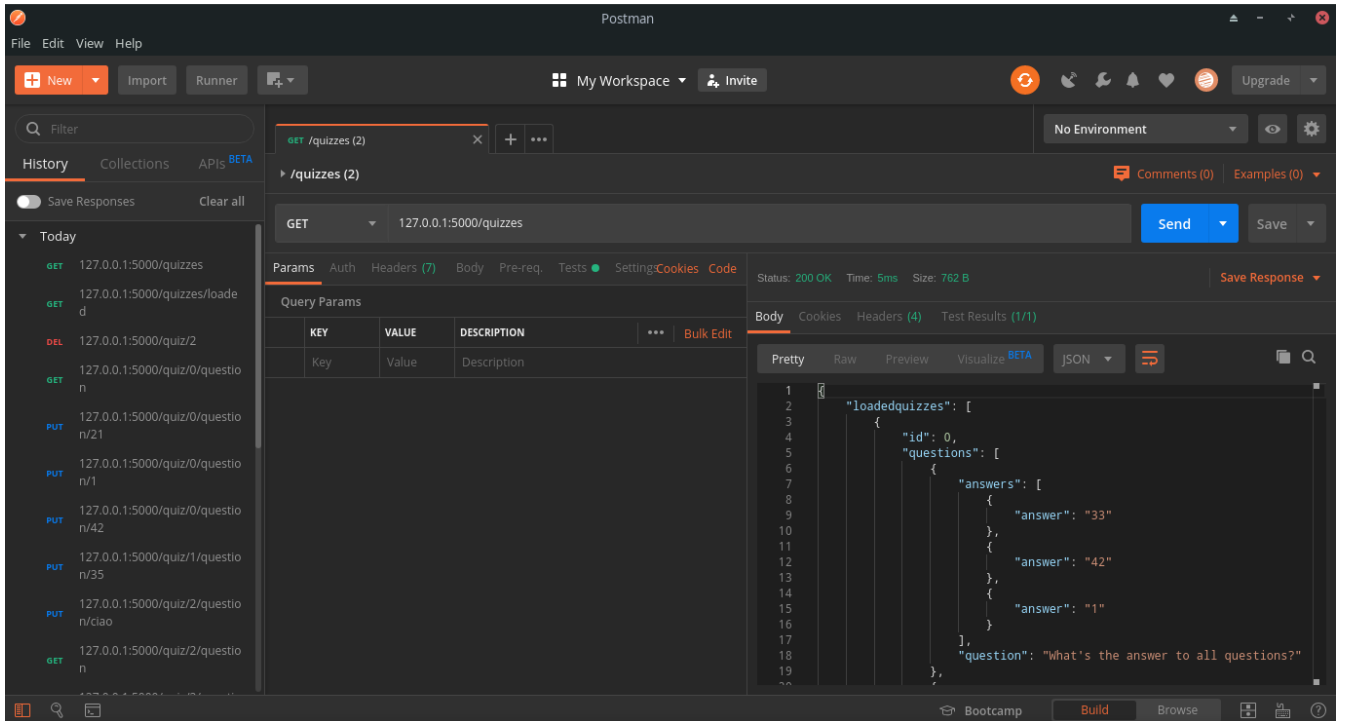 Postman
File Edit View Help
New
Import
Runner
My Workspace
Invite
Upgrade
Filter
History
Collections
APIs BETA
Save Responses
Clear all
Today
GET 127.0.0.1:5000/quizzes
GET 127.0.0.1:5000/quizzes/loade
d
DEL 127.0.0.1:5000/quiz/2
GET 127.0.0.1:5000/quiz/0/questio
n
PUT 127.0.0.1:5000/quiz/0/questio
n/21
PUT 127.0.0.1:5000/quiz/0/questio
n/1
PUT 127.0.0.1:5000/quiz/0/questio
n/42
PUT 127.0.0.1:5000/quiz/1/questio
n/35
PUT 127.0.0.1:5000/quiz/2/questio
n/ciao
GET 127.0.0.1:5000/quiz/2/questio
n
GET /quizzes (2)
No Environment
/quizzes (2)
Comments (0)
Examples (0)
GET
127.0.0.1:5000/quizzes
Send
Save
Params Auth Headers (7) Body Pre-req. Tests Settings Cookies Code
Query Params
KEY VALUE DESCRIPTION
Bulk Edit
Key Value Description
Status: 200 OK Time: 5ms Size: 762 B
Save Response
Body Cookies Headers (4) Test Results (1/1)
Pretty Raw Preview Visualize BETA JSON
1 {
2 "loadedquizzes": [
3 {
4 "id": 0,
5 "questions": [
6 {
7 "answers": [
8 {
9 "answer": "33"
10 },
11 {
12 "answer": "42"
13 },
14 {
15 "answer": "1"
16 }
17 ],
18 "question": "What's the answer to all questions?"
19 },
Bootcamp
Build
Browse